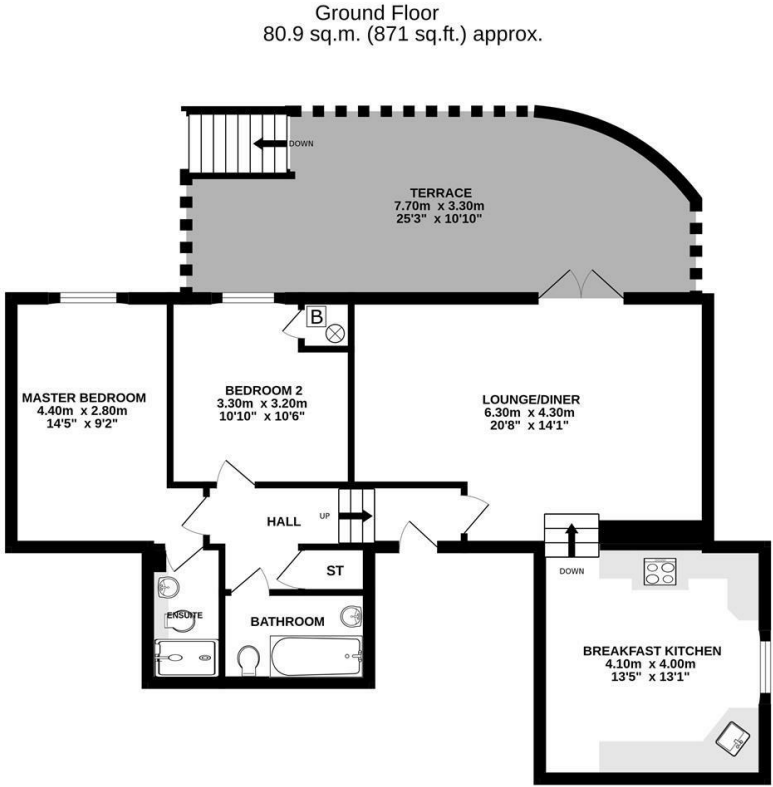 Ground Floor
80.9 sq.m. (871 sq.ft.) approx.
DOWN
TERRACE
7.70m x 3.30m
25'3" x 10'10"
B
MASTER BEDROOM
4.40m x 2.80m
14'5" x 9'2"
BEDROOM 2
3.30m x 3.20m
10'10" x 10'6"
LOUNGE/DINER
6.30m x 4.30m
20'8" x 14'1"
HALL
UP
ST
DOWN
ENSUITE
BATHROOM
BREAKFAST KITCHEN
4.10m x 4.00m
13'5" x 13'1"